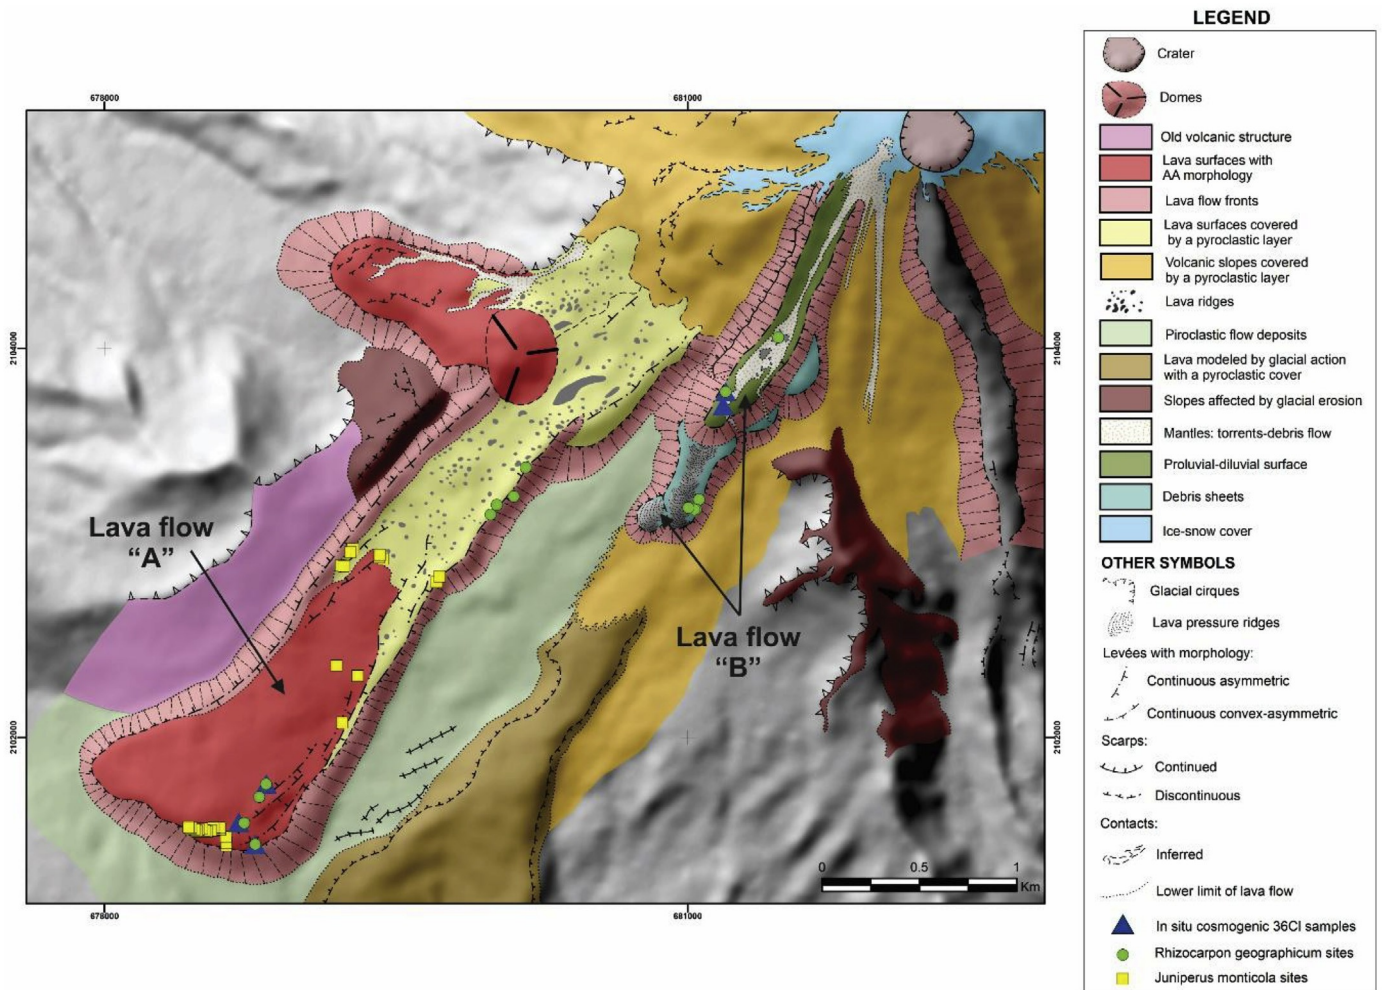 LEGEND
Crater
Domes
Old volcanic structure
Lava surfaces with
AA morphology
Lava flow fronts
Lava surfaces covered
by a pyroclastic layer
Volcanic slopes covered
by a pyroclastic layer
Lava ridges
Piroclastic flow deposits
Lava modeled by glacial action
with a pyroclastic cover
Slopes affected by glacial erosion
Mantles: torrents-debris flow
Proluvial-diluvial surface
Debris sheets
Ice-snow cover
OTHER SYMBOLS
Glacial cirques
Lava pressure ridges
Levées with morphology:
Continuous asymmetric
Continuous convex-asymmetric
Scarps:
Continued
Discontinuous
Contacts:
Inferred
Lower limit of lava flow
In situ cosmogenic 36Cl samples
Rhizocarpon geographicum sites
Juniperus monticola sites
678000
681000
2104000
2104000
Lava flow
“A”
Lava flow
“B”
2102000
2102000
0
0.5
1
Km
678000
681000